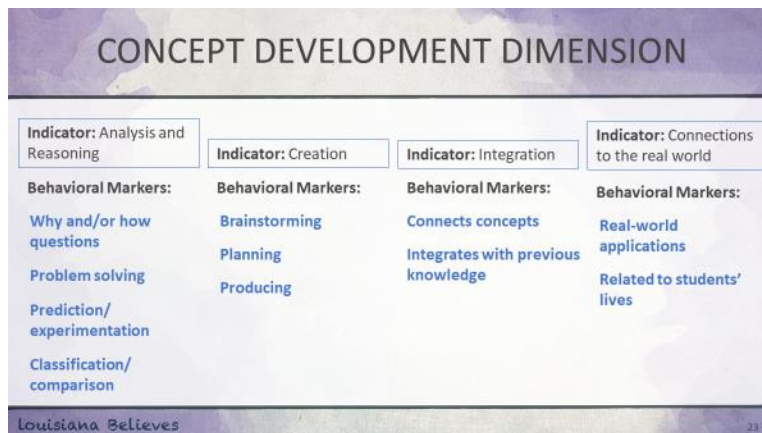 CONCEPT DEVELOPMENT DIMENSION
Indicator: Analysis and
Reasoning
Behavioral Markers:
Why and/or how
questions
Problem solving
Prediction/
experimentation
Classification/
comparison
Indicator: Creation
Behavioral Markers:
Brainstorming
Planning
Producing
Indicator: Integration
Behavioral Markers:
Connects concepts
Integrates with previous
knowledge
Indicator: Connections
to the real world
Behavioral Markers:
Real-world
applications
Related to students'
lives
Louisiana Believes
23